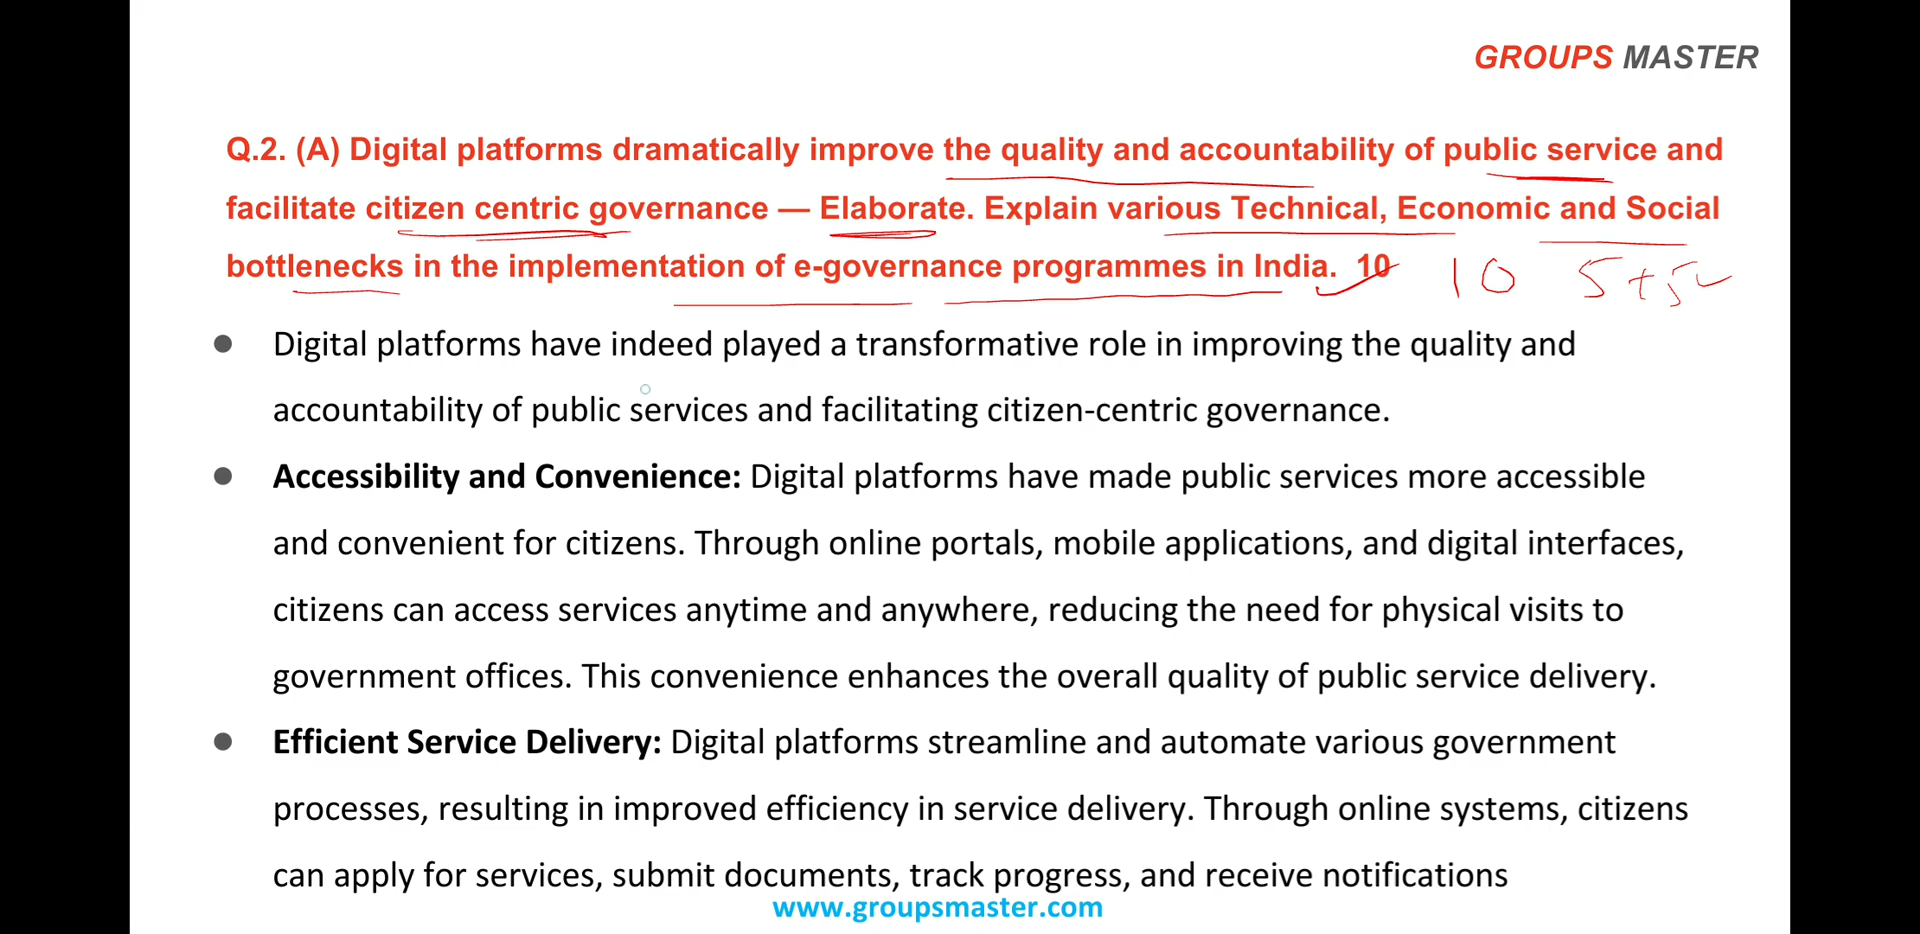 GROUPS MASTER
Q.2. (A) Digital platforms dramatically improve the quality and accountability of public service and
facilitate citizen centric governance — Elaborate. Explain various Technical, Economic and Social
bottlenecks in the implementation of e-governance programmes in India. 10 10 5+5
● Digital platforms have indeed played a transformative role in improving the quality and
accountability of public services and facilitating citizen-centric governance.
● Accessibility and Convenience: Digital platforms have made public services more accessible
and convenient for citizens. Through online portals, mobile applications, and digital interfaces,
citizens can access services anytime and anywhere, reducing the need for physical visits to
government offices. This convenience enhances the overall quality of public service delivery.
● Efficient Service Delivery: Digital platforms streamline and automate various government
processes, resulting in improved efficiency in service delivery. Through online systems, citizens
can apply for services, submit documents, track progress, and receive notifications
www.groupsmaster.com